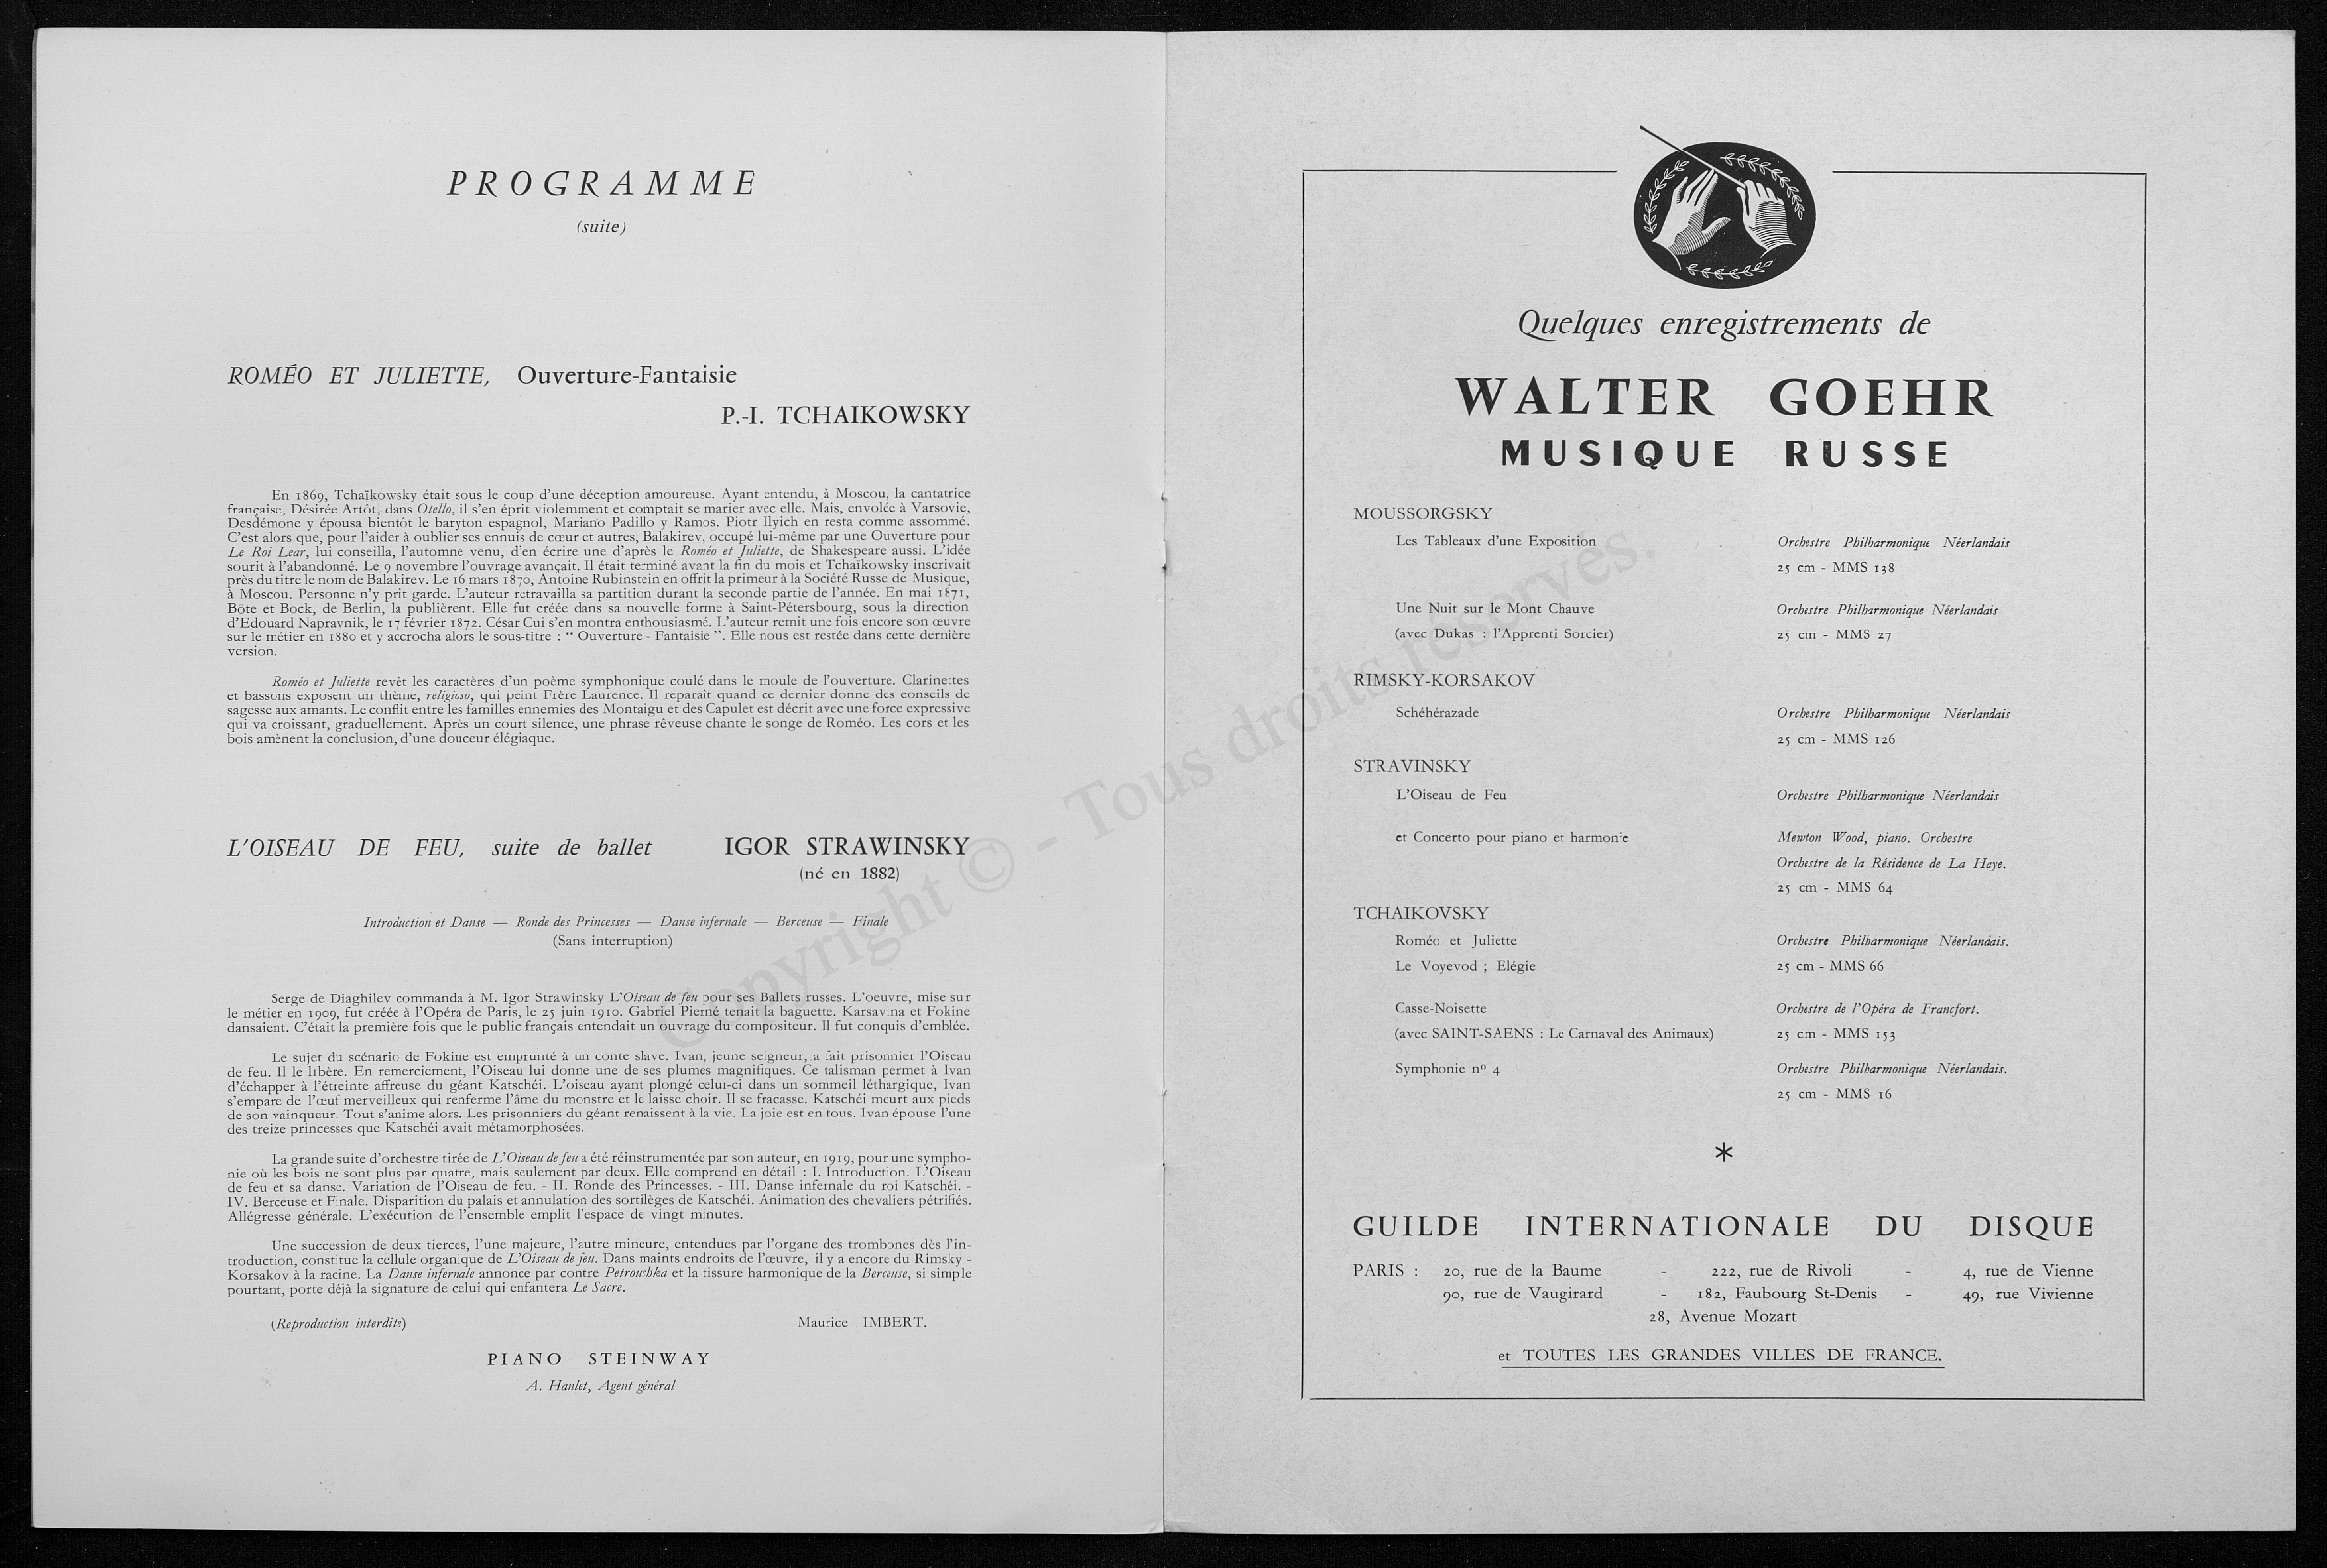 PROGRAMME
(suite)
ROMÉO ET JULIETTE, Ouverture-Fantaisie
P.-I. TCHAIKOWSKY
En 1869, Tchaïkowsky était sous le coup d'une déception amoureuse. Ayant entendu, à Moscou, la cantatrice
française, Désirée Artôt, dans Otello, il s'en éprit violemment et comptait se marier avec elle. Mais, envolée à Varsovie,
Desdémone y épousa bientôt le baryton espagnol, Mariano Padillo y Ramos. Piotr Ilyich en resta comme assommé.
C'est alors que, pour l'aider à oublier ses ennuis de cœur et autres, Balakirev, occupé lui-même par une Ouverture pour
Le Roi Lear, lui conseilla, l'automne venu, d'en écrire une d'après le Roméo et Juliette, de Shakespeare aussi. L'idée
sourit à l'abandonné. Le 9 novembre l'ouvrage avançait. Il était terminé avant la fin du mois et Tchaïkowsky inscrivait
près du titre le nom de Balakirev. Le 16 mars 1870, Antoine Rubinstein en offrit la primeur à la Société Russe de Musique,
à Moscou. Personne n'y prit garde. L'auteur retravailla sa partition durant la seconde partie de l'année. En mai 1871,
Böte et Bock, de Berlin, la publièrent. Elle fut créée dans sa nouvelle forme à Saint-Pétersbourg, sous la direction
d'Edouard Napravnik, le 17 février 1872. César Cui s'en montra enthousiasmé. L'auteur remit une fois encore son œuvre
sur le métier en 1880 et y accrocha alors le sous-titre : " Ouverture - Fantaisie ". Elle nous est restée dans cette dernière
version.
Roméo et Juliette revêt les caractères d'un poème symphonique coulé dans le moule de l'ouverture. Clarinettes
et bassons exposent un thème, religioso, qui peint Frère Laurence. Il reparaît quand ce dernier donne des conseils de
sagesse aux amants. Le conflit entre les familles ennemies des Montaigu et des Capulet est décrit avec une force expressive
qui va croissant, graduellement. Après un court silence, une phrase rêveuse chante le songe de Roméo. Les cors et les
bois amènent la conclusion, d'une douceur élégiaque.
L'OISEAU DE FEU, suite de ballet IGOR STRAWINSKY
(né en 1882)
Introduction et Danse — Ronde des Princesses — Danse infernale — Berceuse — Finale
(Sans interruption)
Serge de Diaghilev commanda à M. Igor Strawinsky L'Oiseau de feu pour ses Ballets russes. L'oeuvre, mise sur
le métier en 1909, fut créée à l'Opéra de Paris, le 25 juin 1910. Gabriel Pierné tenait la baguette. Karsavina et Fokine
dansaient. C'était la première fois que le public français entendait un ouvrage du compositeur. Il fut conquis d'emblée.
Le sujet du scénario de Fokine est emprunté à un conte slave. Ivan, jeune seigneur, a fait prisonnier l'Oiseau
de feu. Il le libère. En remerciement, l'Oiseau lui donne une de ses plumes magnifiques. Ce talisman permet à Ivan
d'échapper à l'étreinte affreuse du géant Katschéi. L'oiseau ayant plongé celui-ci dans un sommeil léthargique, Ivan
s'empare de l'œuf merveilleux qui renferme l'âme du monstre et le laisse choir. Il se fracasse. Katschéi meurt aux pieds
de son vainqueur. Tout s'anime alors. Les prisonniers du géant renaissent à la vie. La joie est en tous. Ivan épouse l'une
des treize princesses que Katschéi avait métamorphosées.
La grande suite d'orchestre tirée de L'Oiseau de feu a été réinstrumentée par son auteur, en 1919, pour une sympho-
nie où les bois ne sont plus par quatre, mais seulement par deux. Elle comprend en détail : I. Introduction. L'Oiseau
de feu et sa danse. Variation de l'Oiseau de feu. - II. Ronde des Princesses. - III. Danse infernale du roi Katschéi. -
IV. Berceuse et Finale. Disparition du palais et annulation des sortilèges de Katschéi. Animation des chevaliers pétrifiés.
Allégresse générale. L'exécution de l'ensemble emplit l'espace de vingt minutes.
Une succession de deux tierces, l'une majeure, l'autre mineure, entendues par l'organe des trombones dès l'in-
troduction, constitue la cellule organique de L'Oiseau de feu. Dans maints endroits de l'œuvre, il y a encore du Rimsky -
Korsakov à la racine. La Danse infernale annonce par contre Petrouchka et la tissure harmonique de la Berceuse, si simple
pourtant, porte déjà la signature de celui qui enfantera Le Sacre.
(Reproduction interdite) Maurice IMBERT.
PIANO STEINWAY
A. Hanlet, Agent général
Quelques enregistrements de
WALTER GOEHR
MUSIQUE RUSSE
MOUSSORGSKY
Les Tableaux d'une Exposition Orchestre Philharmonique Néerlandais
25 cm - MMS 138
Une Nuit sur le Mont Chauve Orchestre Philharmonique Néerlandais
(avec Dukas : l'Apprenti Sorcier) 25 cm - MMS 27
RIMSKY-KORSAKOV
Schéhérazade Orchestre Philharmonique Néerlandais
25 cm - MMS 126
STRAVINSKY
L'Oiseau de Feu Orchestre Philharmonique Néerlandais
et Concerto pour piano et harmonie Mewton Wood, piano. Orchestre
Orchestre de la Résidence de La Haye.
25 cm - MMS 64
TCHAIKOVSKY
Roméo et Juliette Orchestre Philharmonique Néerlandais.
Le Voyevod ; Elégie 25 cm - MMS 66
Casse-Noisette Orchestre de l'Opéra de Francfort.
(avec SAINT-SAENS : Le Carnaval des Animaux) 25 cm - MMS 153
Symphonie nº 4 Orchestre Philharmonique Néerlandais.
25 cm - MMS 16
*
GUILDE INTERNATIONALE DU DISQUE
PARIS : 20, rue de la Baume - 222, rue de Rivoli - 4, rue de Vienne
90, rue de Vaugirard - 182, Faubourg St-Denis - 49, rue Vivienne
28, Avenue Mozart
et TOUTES LES GRANDES VILLES DE FRANCE.
Copyright © - Tous droits réservés.